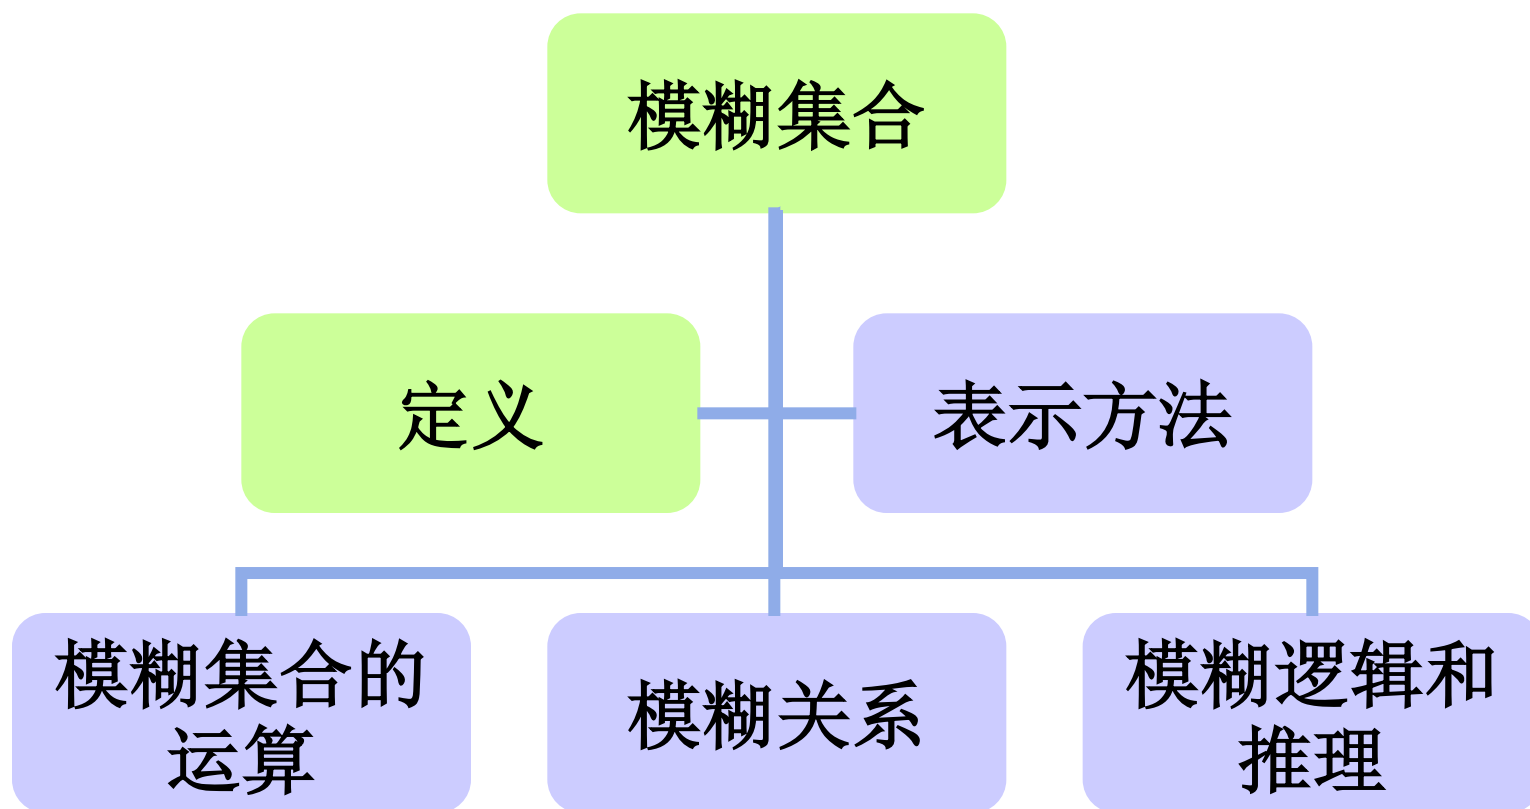 模糊集合
定义
表示方法
模糊集合的
运算
模糊关系
模糊逻辑和
推理